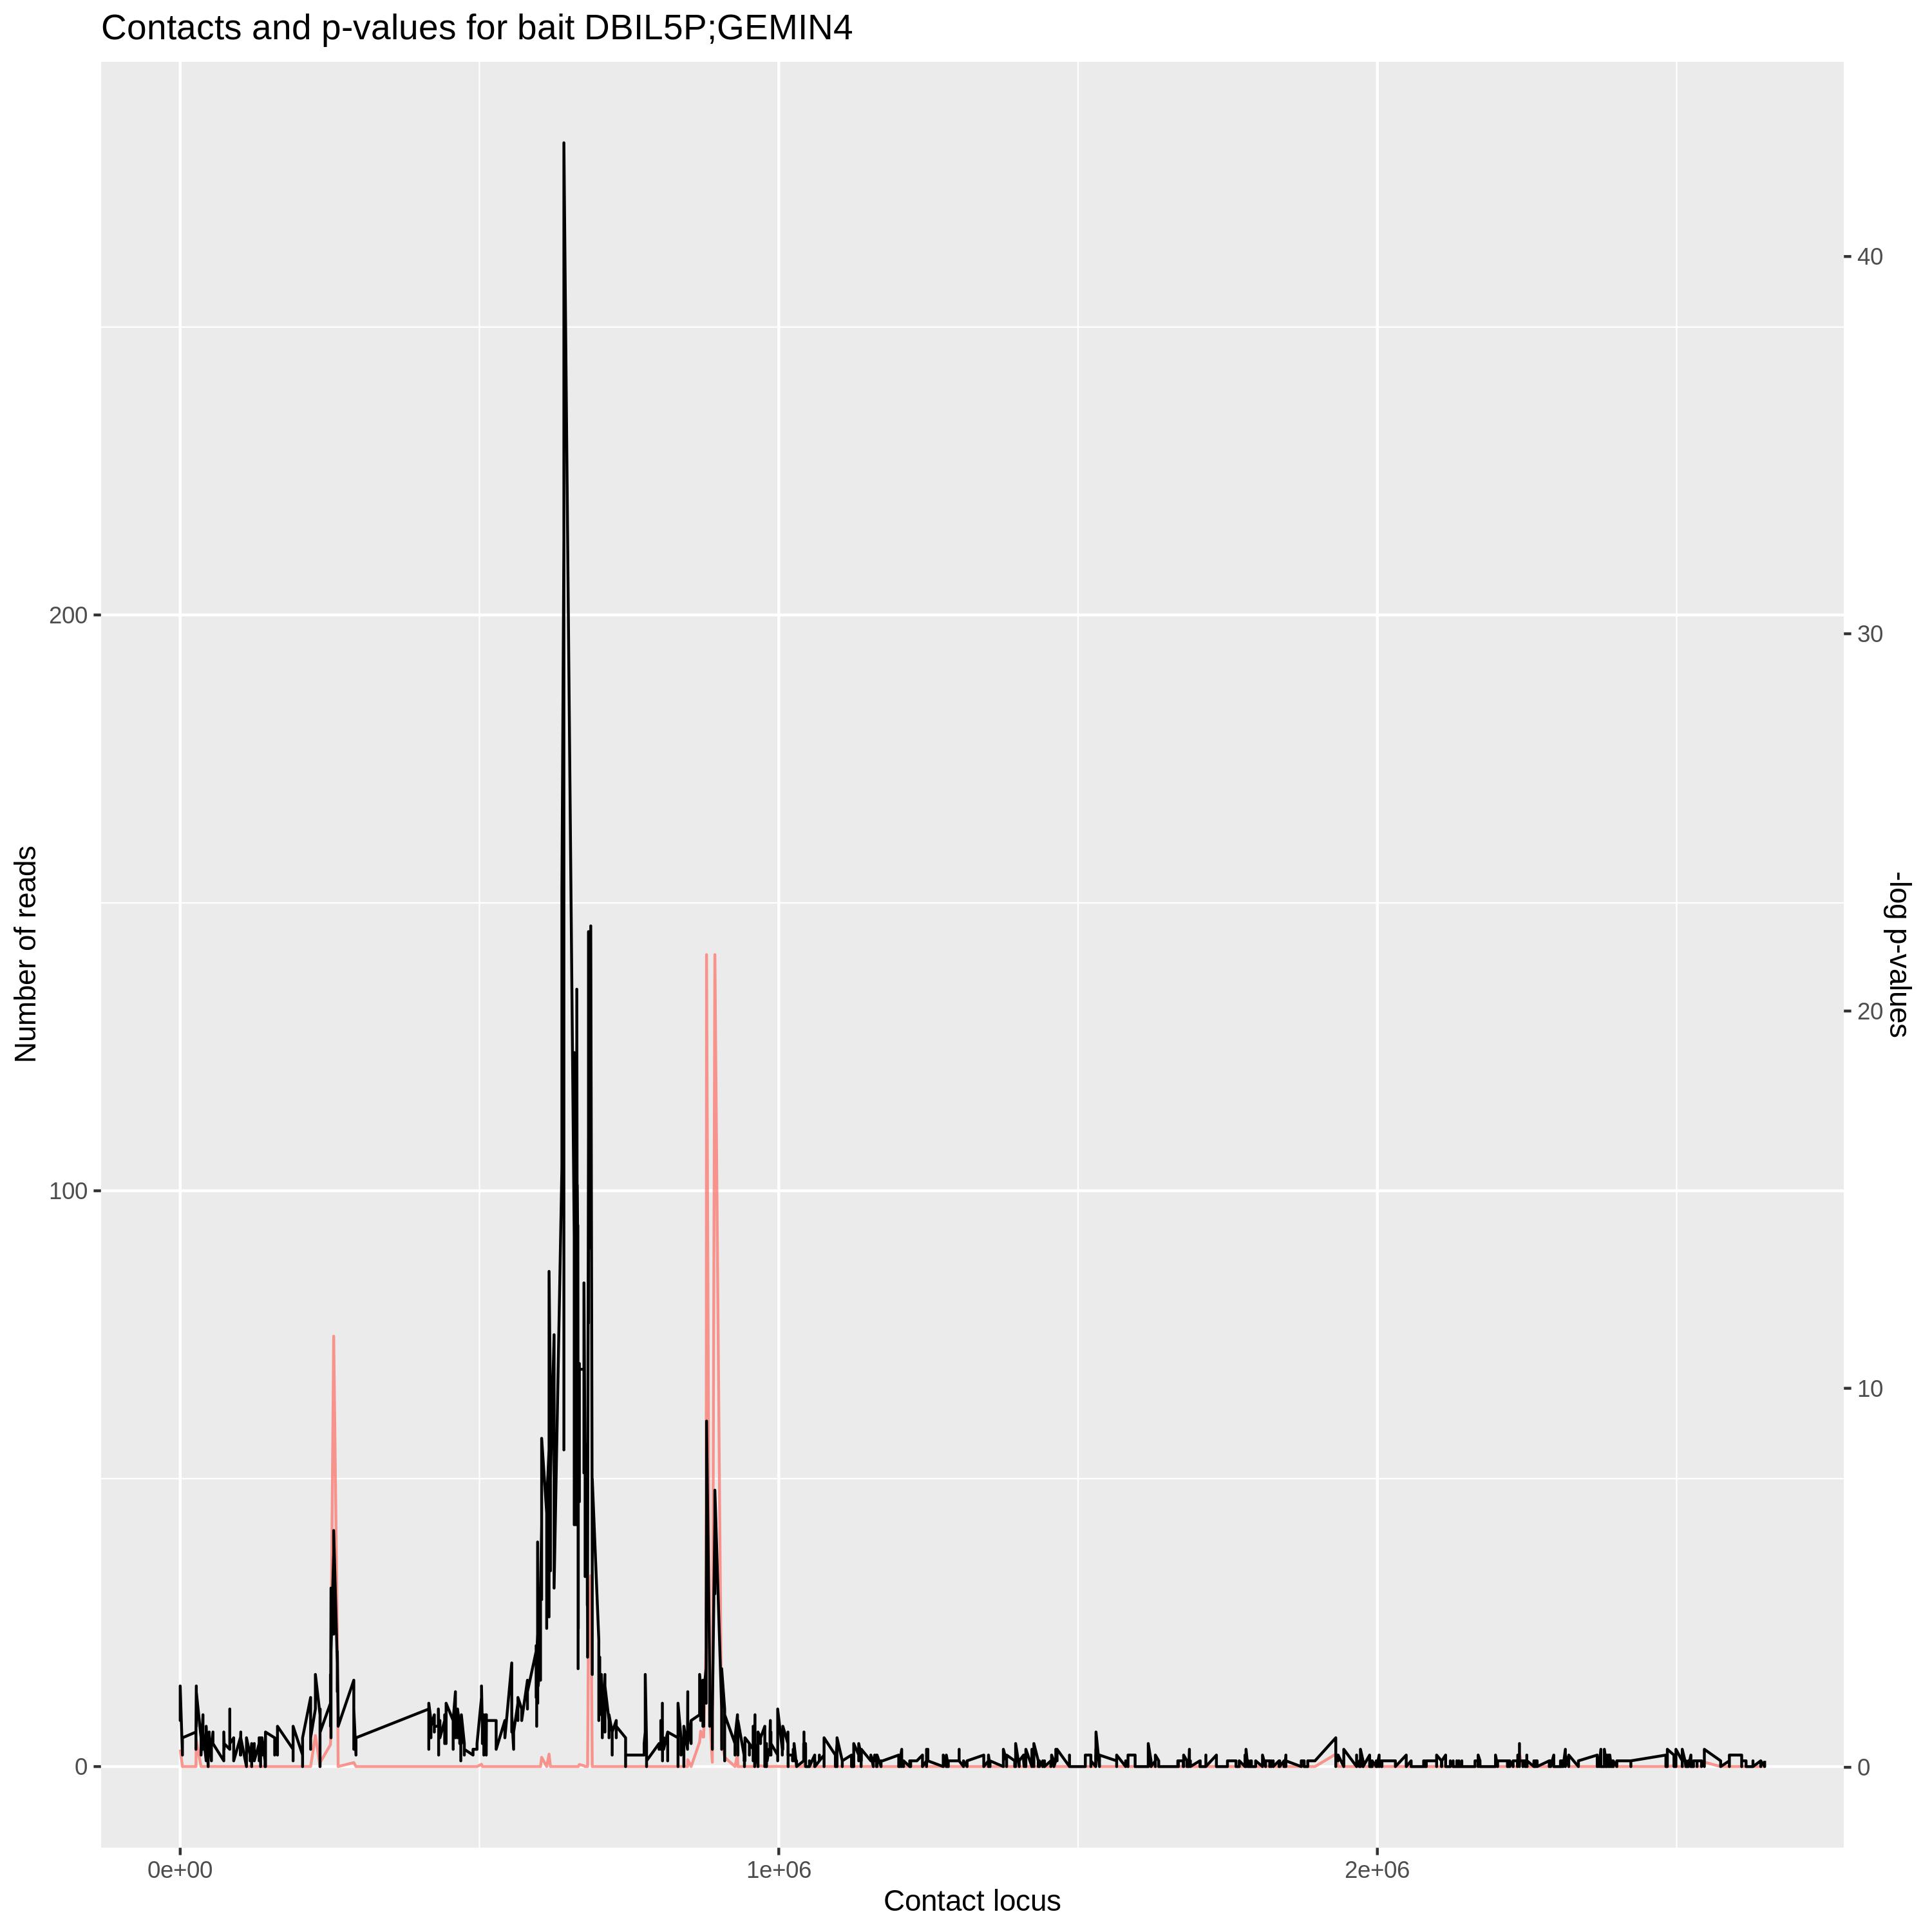 Contacts and p-values for bait DBIL5P;GEMIN4
Number of reads
200
100
0
40
30
20
10
0
-log p-values
0e+00
1e+06
2e+06
Contact locus